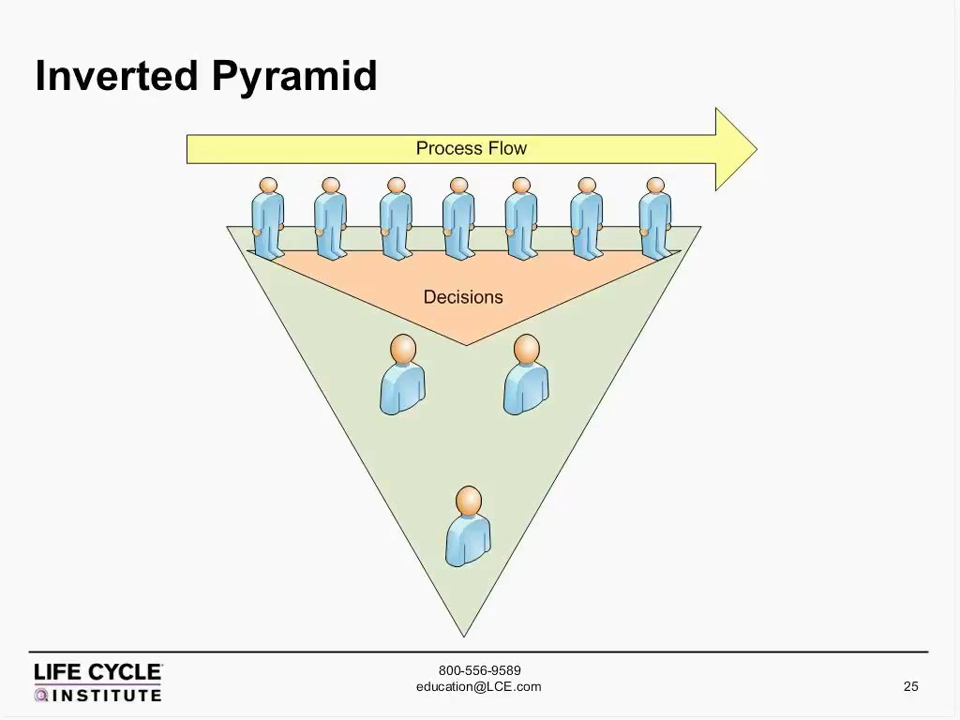 Inverted Pyramid
Process Flow
Decisions
LIFE CYCLE
INSTITUTE
800-556-9589
education@LCE.com
25